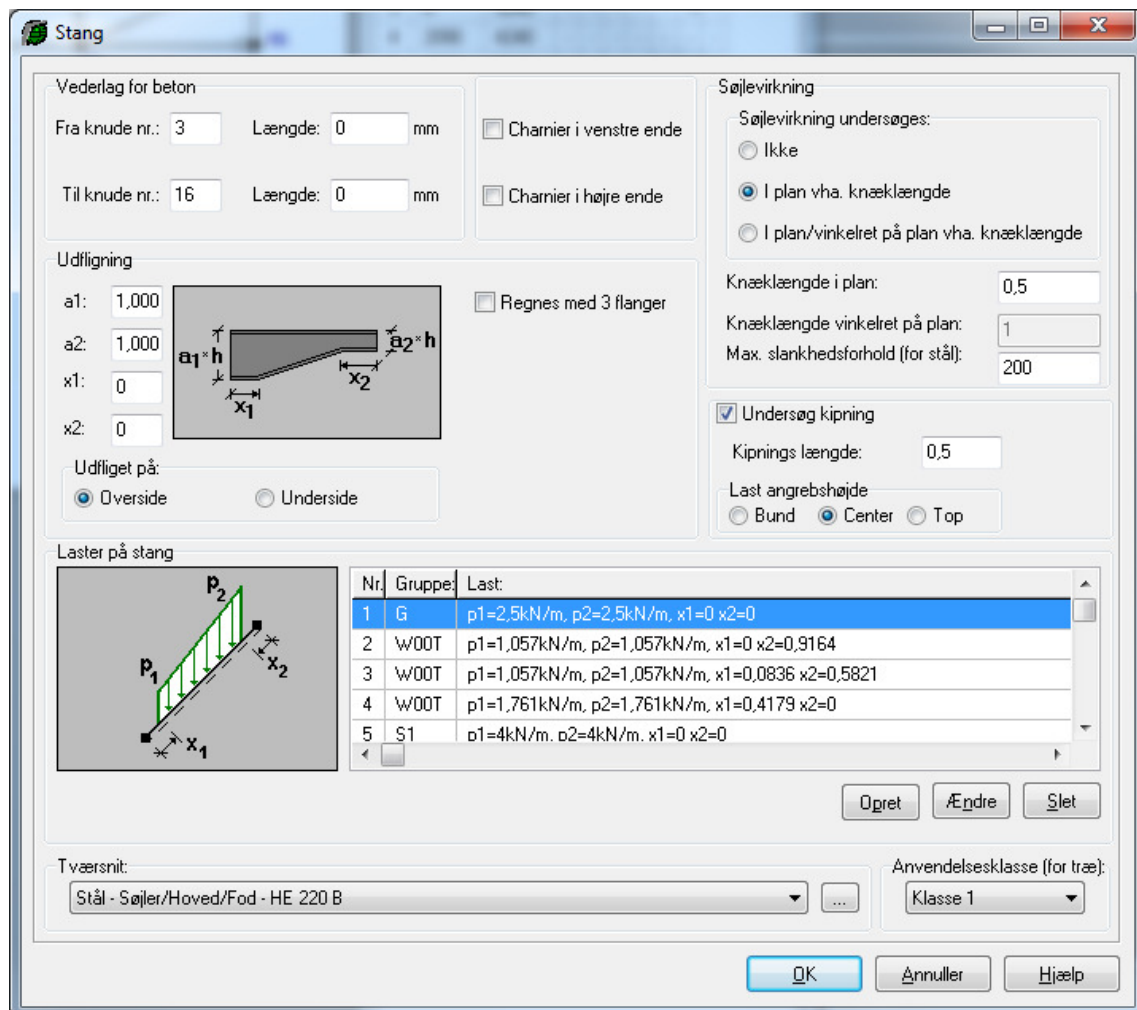 Stang
Vederlag for beton
Fra knude nr.: 3 Længde: 0 mm
Til knude nr.: 16 Længde: 0 mm
Charnier i venstre ende
Charnier i højre ende
Søjlevirkning
Søjlevirkning undersøges:
Ikke
I plan vha. knæklængde
I plan/vinkelret på plan vha. knæklængde
Knæklængde i plan: 0,5
Knæklængde vinkelret på plan: 1
Max. slankhedsforhold (for stål): 200
Udfligning
a1: 1,000
a2: 1,000
x1: 0
x2: 0
a1*h
a2*h
x1
x2
Regnes med 3 flanger
Udfliget på:
Overside Underside
Undersøg kipning
Kipnings længde: 0,5
Last angrebshøjde
Bund Center Top
Laster på stang
p2
p1
x2
x1
Nr. Gruppe: Last:
1 G p1=2,5kN/m, p2=2,5kN/m, x1=0 x2=0
2 W00T p1=1,057kN/m, p2=1,057kN/m, x1=0 x2=0,9164
3 W00T p1=1,057kN/m, p2=1,057kN/m, x1=0,0836 x2=0,5821
4 W00T p1=1,761kN/m, p2=1,761kN/m, x1=0,4179 x2=0
5 S1 p1=4kN/m, p2=4kN/m, x1=0 x2=0
Opret Ændre Slet
Tværsnit:
Stål - Søjler/Hoved/Fod - HE 220 B ...
Anvendelsesklasse (for træ):
Klasse 1
OK Annuller Hjælp